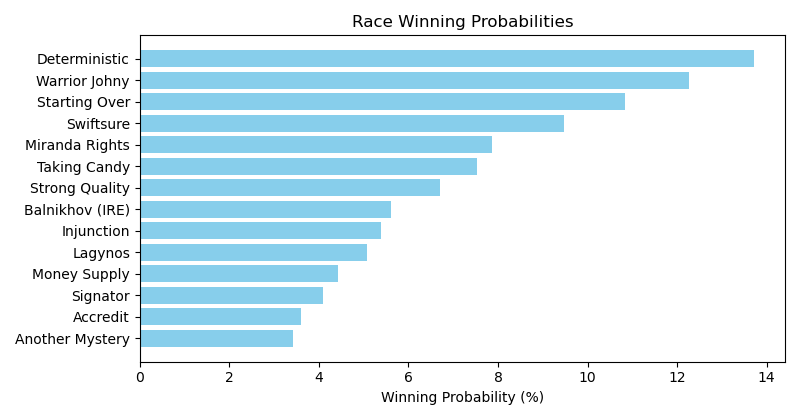 Race Winning Probabilities
Deterministic
Warrior Johny
Starting Over
Swiftsure
Miranda Rights
Taking Candy
Strong Quality
Balnikhov (IRE)
Injunction
Lagynos
Money Supply
Signator
Accredit
Another Mystery
0 2 4 6 8 10 12 14
Winning Probability (%)